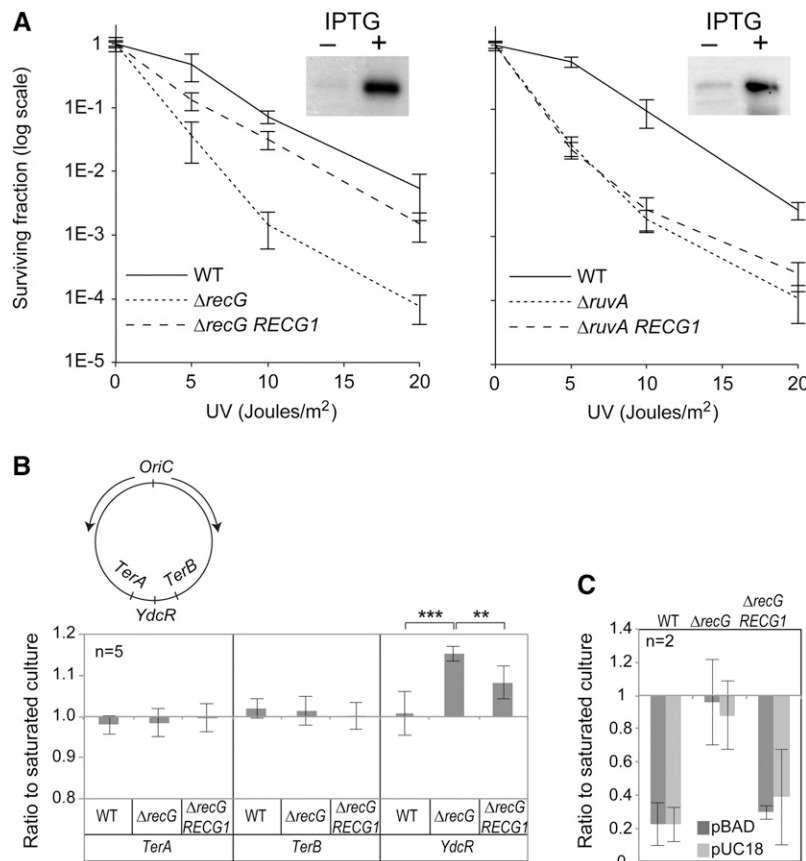 A
IPTG
– +
1
1E-1
1E-2
1E-3
1E-4
1E-5
Surviving fraction (log scale)
WT
ΔrecG
ΔrecG RECG1
0 5 10 20
UV (Joules/m²)
IPTG
– +
WT
ΔruvA
ΔruvA RECG1
0 5 10 20
UV (Joules/m²)
B
OriC
TerA TerB
YdcR
Ratio to saturated culture
1.2
1.1
1.0
0.9
0.8
n=5
*** **
WT ΔrecG ΔrecG RECG1 WT ΔrecG ΔrecG RECG1 WT ΔrecG ΔrecG RECG1
TerA TerB YdcR
C
WT ΔrecG ΔrecG RECG1
Ratio to saturated culture
1.4
n=2
1.2
1
0.8
0.6
0.4
0.2
0
pBAD
pUC18